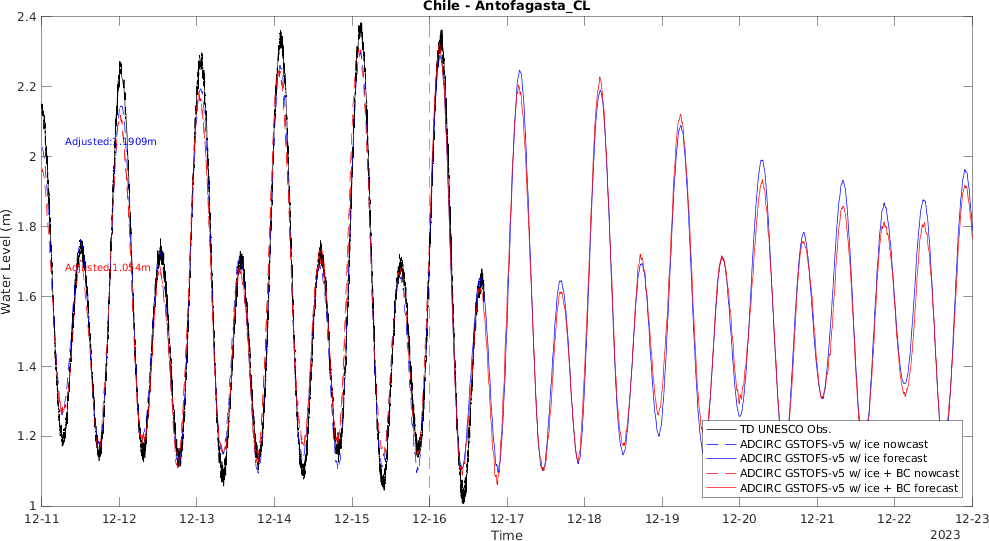 Chile - Antofagasta_CL
2.4
2.2
2
1.8
1.6
1.4
1.2
1
Water Level (m)
Adjusted:1.1909m
Adjusted:1.054m
TD UNESCO Obs.
ADCIRC GSTOFS-v5 w/ ice nowcast
ADCIRC GSTOFS-v5 w/ ice forecast
ADCIRC GSTOFS-v5 w/ ice + BC nowcast
ADCIRC GSTOFS-v5 w/ ice + BC forecast
12-11 12-12 12-13 12-14 12-15 12-16 12-17 12-18 12-19 12-20 12-21 12-22 12-23
Time
2023